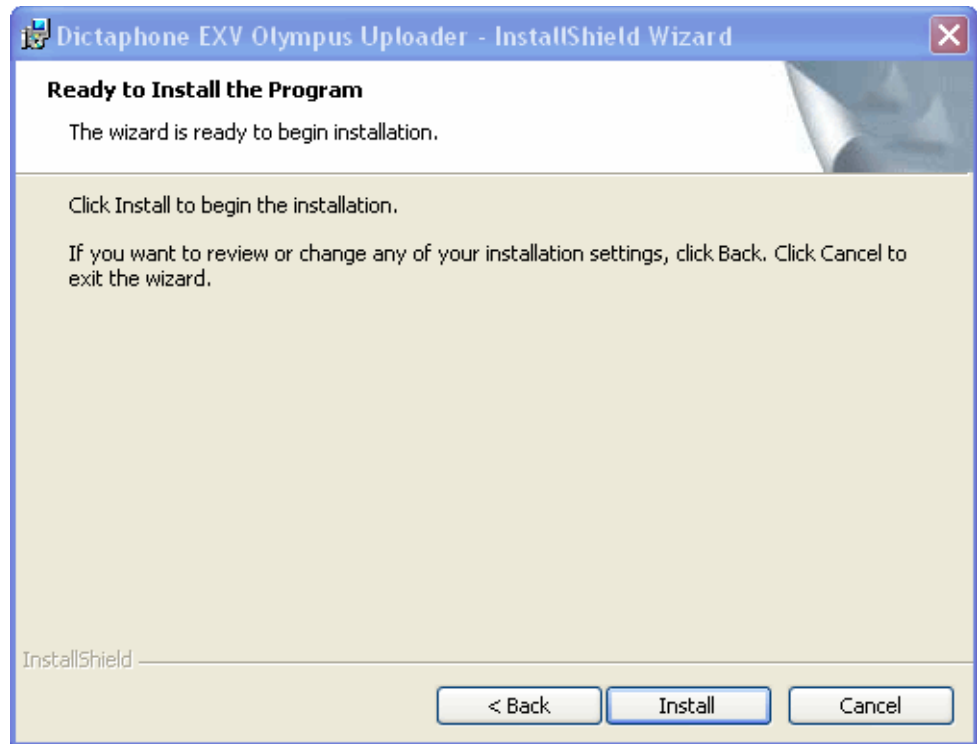 Dictaphone EXV Olympus Uploader - InstallShield Wizard
Ready to Install the Program
The wizard is ready to begin installation.
Click Install to begin the installation.
If you want to review or change any of your installation settings, click Back. Click Cancel to
exit the wizard.
InstallShield
< Back Install Cancel